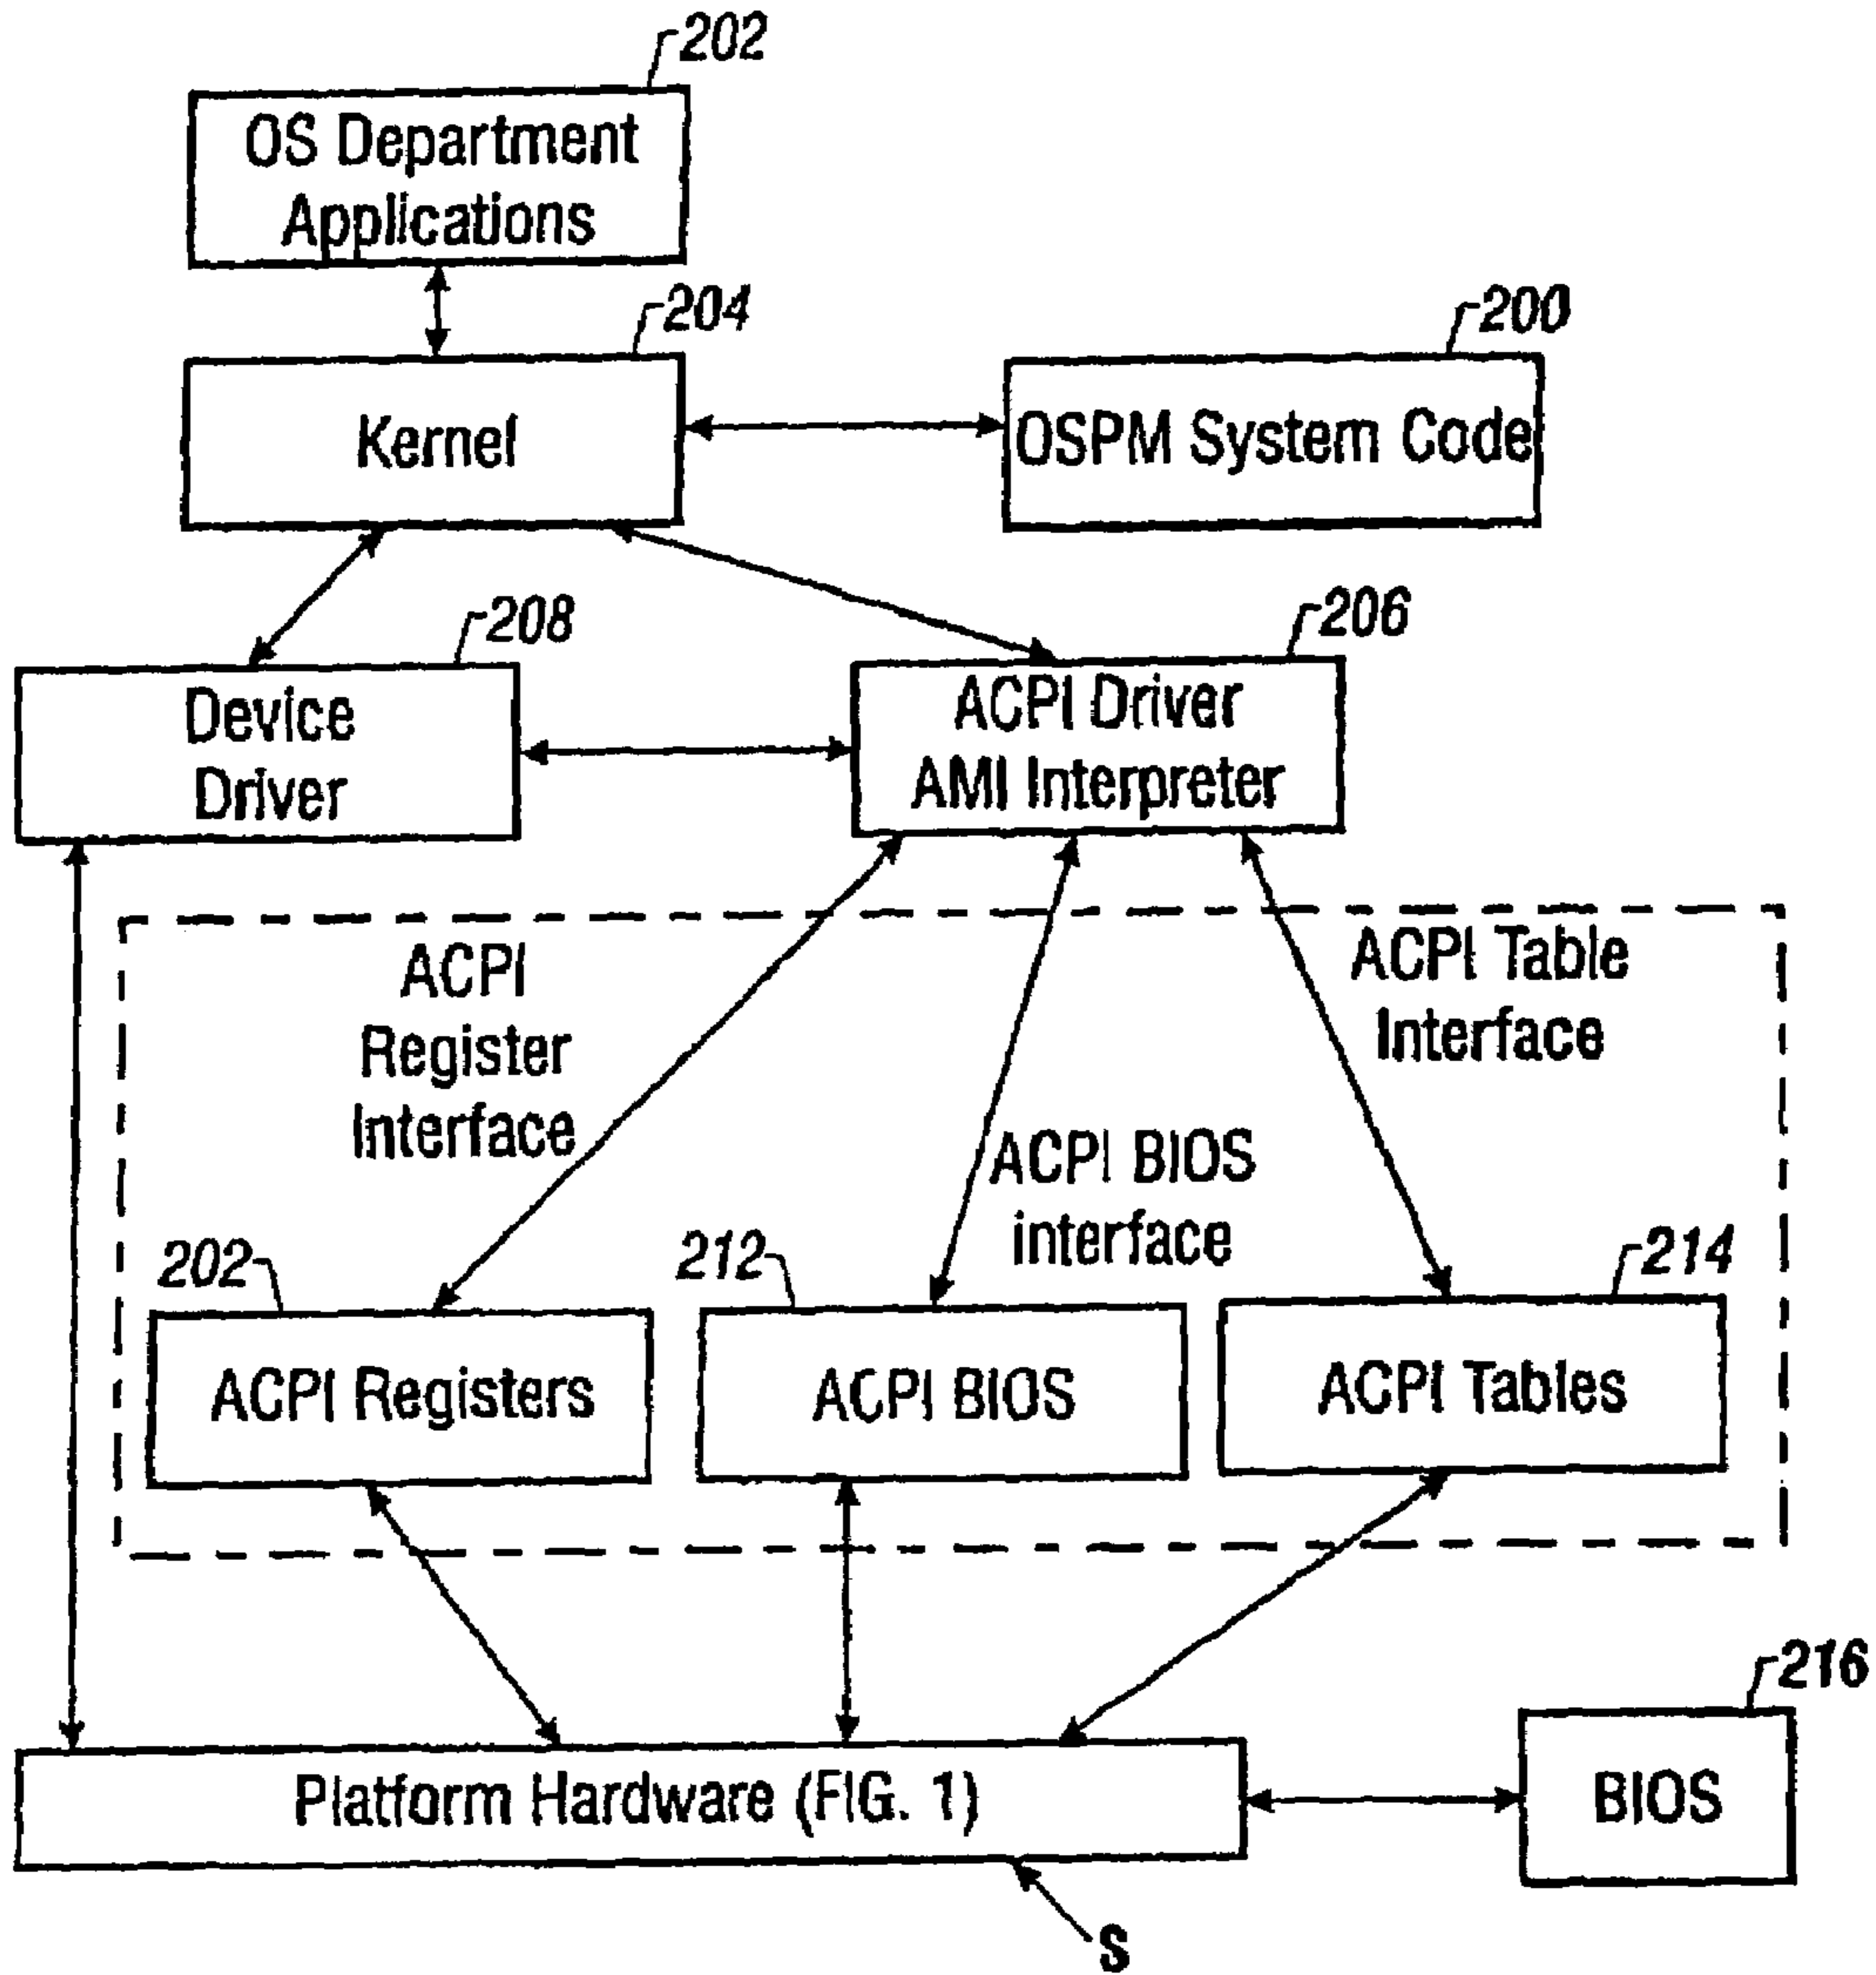 202
OS Department
Applications
204
200
Kernel
OSPM System Code
208
206
Device
Driver
ACPI Driver
AMI Interpreter
ACPI
Register
Interface
ACPI Table
Interface
ACPI BIOS
interface
202
212
214
ACPI Registers
ACPI BIOS
ACPI Tables
216
Platform Hardware (FIG. 1)
BIOS
S